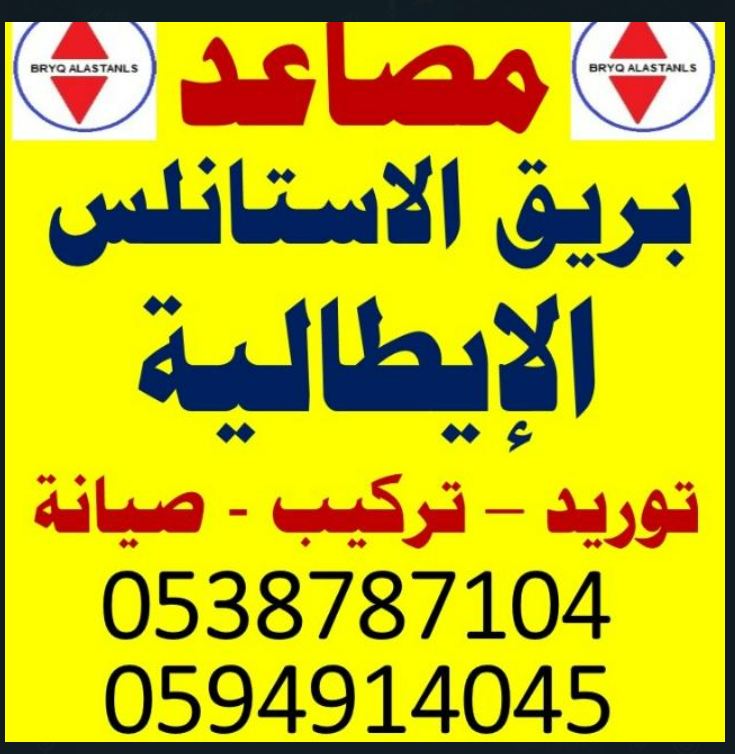 BRYQ ALASTANLS
مصاعد
BRYQ ALASTANLS
بريق الاستانلس
الإيطالية
توريد – تركيب - صيانة
0538787104
0594914045